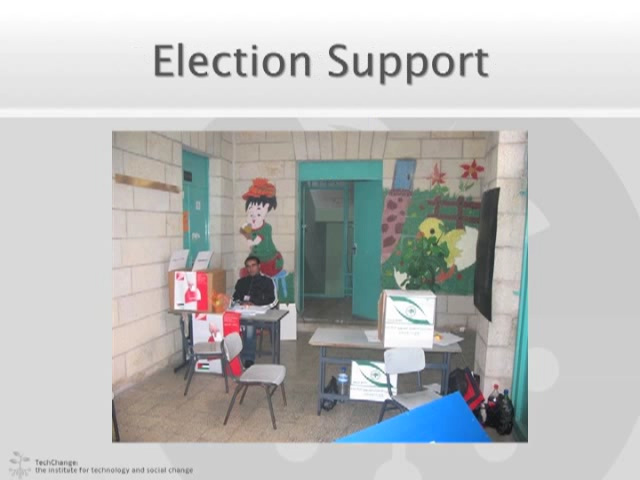 Election Support
TechChange:
the institute for technology and social change